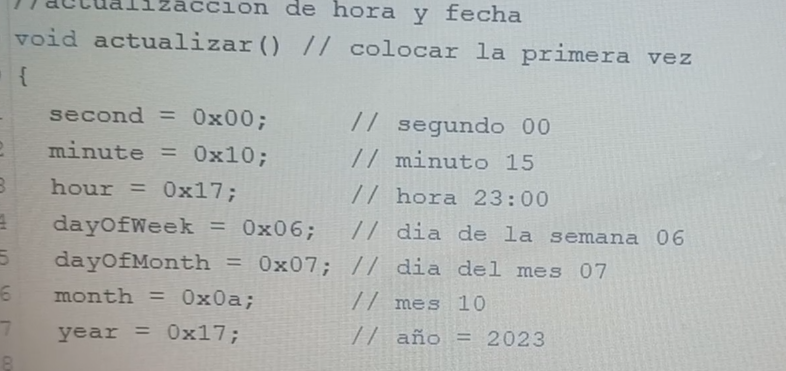 //actualizaccion de hora y fecha
void actualizar() // colocar la primera vez
{
second = 0x00; // segundo 00
minute = 0x10; // minuto 15
hour = 0x17; // hora 23:00
dayOfWeek = 0x06; // dia de la semana 06
dayOfMonth = 0x07; // dia del mes 07
month = 0x0a; // mes 10
year = 0x17; // año = 2023